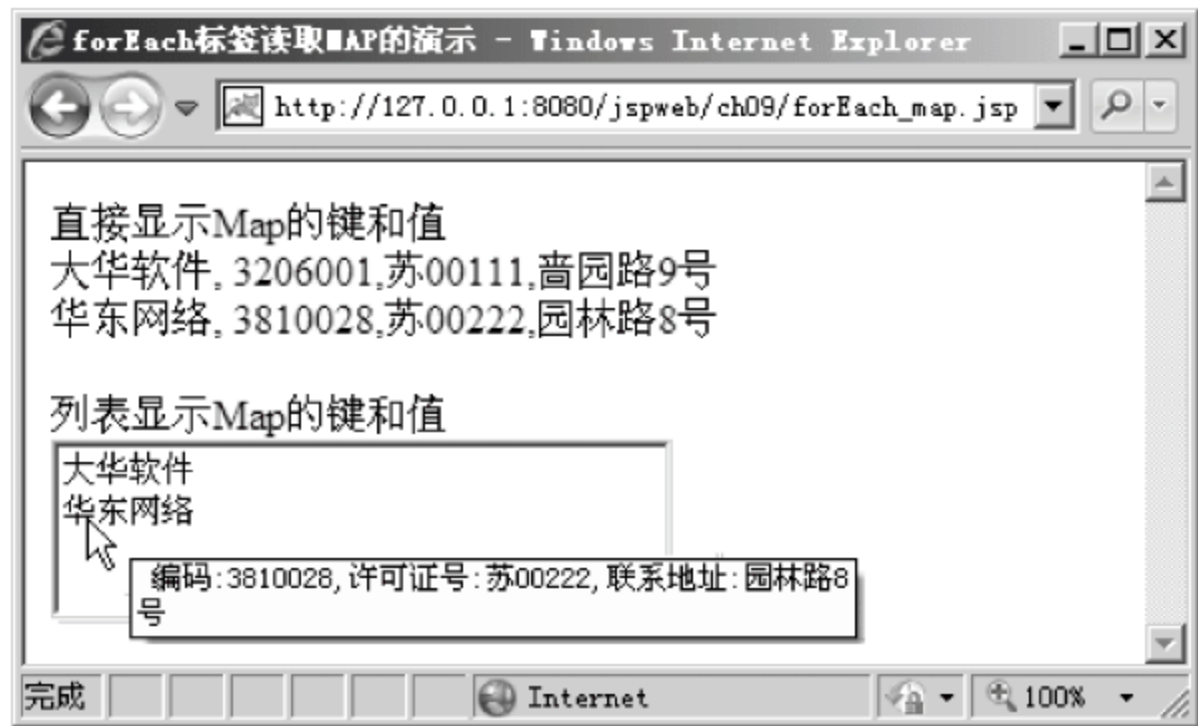 forEach标签读取MAP的演示 - Windows Internet Explorer
http://127.0.0.1:8080/jspweb/ch09/forEach_map.jsp
直接显示Map的键和值
大华软件, 3206001,苏00111,啬园路9号
华东网络, 3810028,苏00222,园林路8号
列表显示Map的键和值
大华软件
华东网络
编码:3810028,许可证号:苏00222,联系地址:园林路8
号
完成
Internet
100%